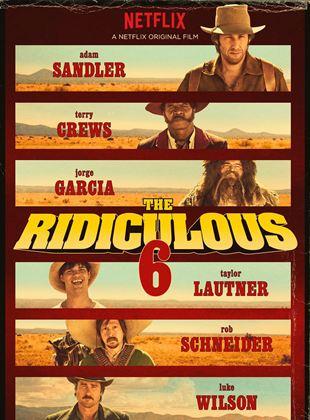 NETFLIX
A NETFLIX ORIGINAL FILM
adam
SANDLER
terry
CREWS
jorge
GARCIA
THE
RIDICULOUS
6
taylor
LAUTNER
rob
SCHNEIDER
luke
WILSON